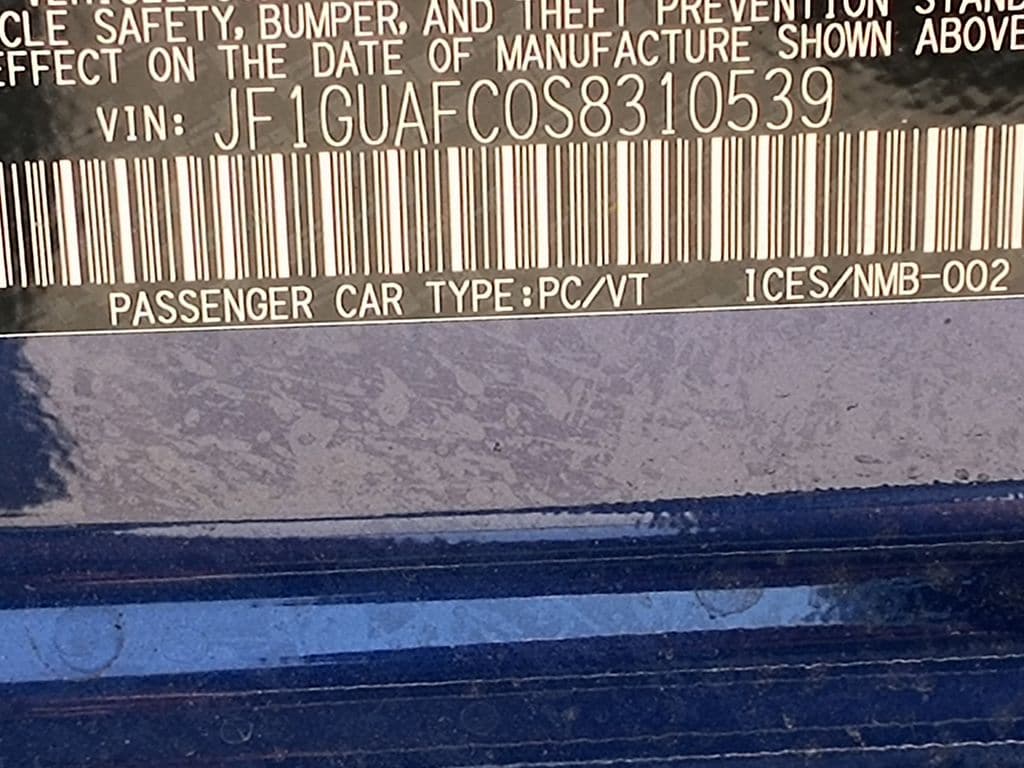 CLE SAFETY, BUMPER, AND THEFT PREVENTION STAND
EFFECT ON THE DATE OF MANUFACTURE SHOWN ABOVE
VIN: JF1GUAFC0S8310539
PASSENGER CAR TYPE:PC/VT ICES/NMB-002